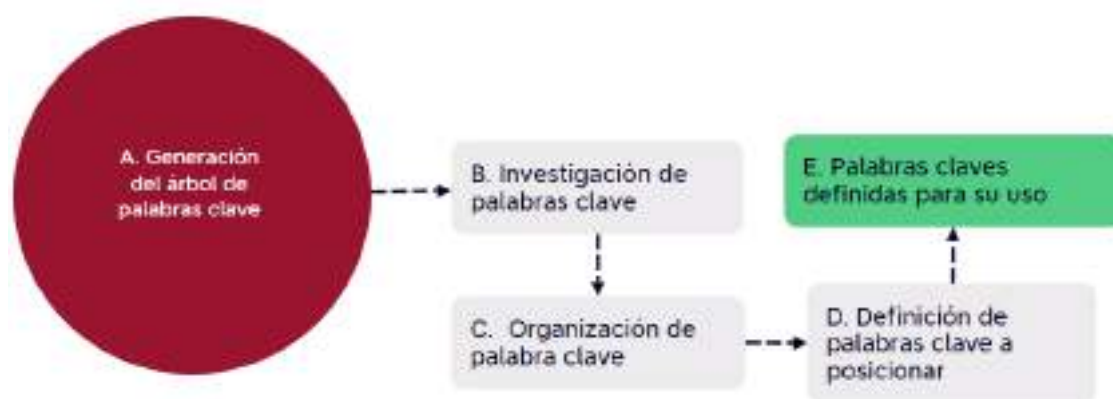 A. Generación
del árbol de
palabras clave
B. Investigación de
palabras clave
C. Organización de
palabra clave
D. Definición de
palabras clave a
posicionar
E. Palabras claves
definidas para su uso